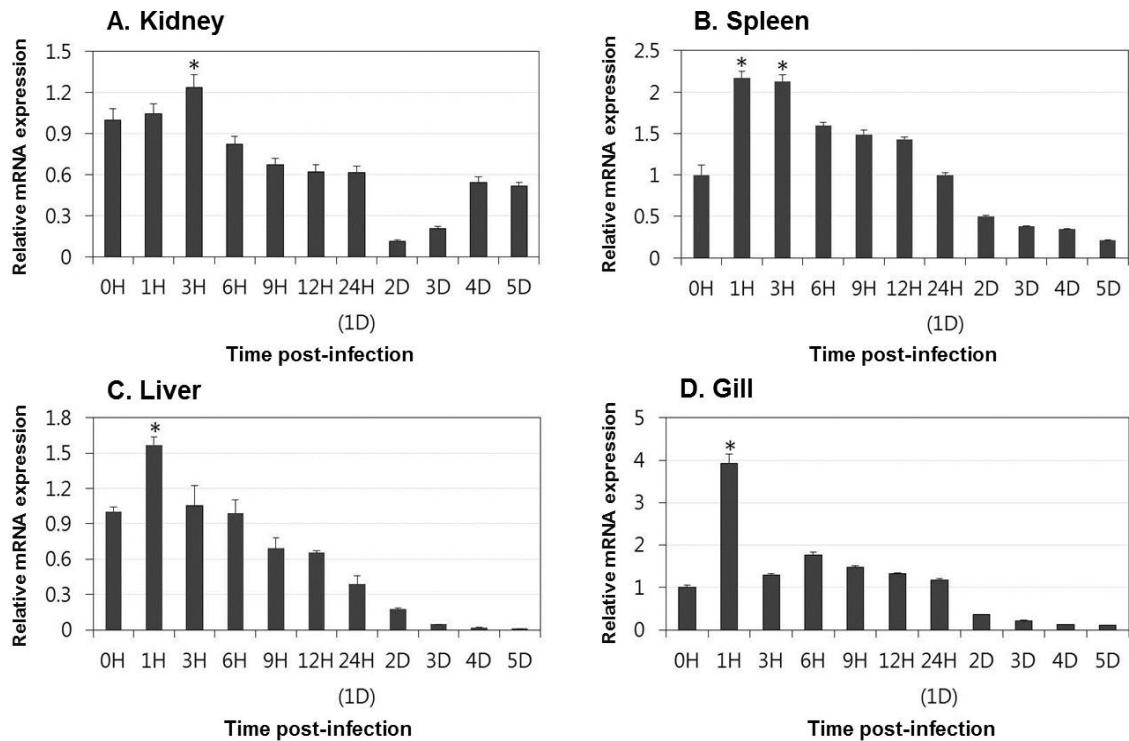 A. Kidney
Relative mRNA expression
1.5
1.2
0.9
0.6
0.3
0
*
0H 1H 3H 6H 9H 12H 24H 2D 3D 4D 5D
(1D)
Time post-infection
B. Spleen
Relative mRNA expression
2.5
2
1.5
1
0.5
0
* *
0H 1H 3H 6H 9H 12H 24H 2D 3D 4D 5D
(1D)
Time post-infection
C. Liver
Relative mRNA expression
1.8
1.5
1.2
0.9
0.6
0.3
0
*
0H 1H 3H 6H 9H 12H 24H 2D 3D 4D 5D
(1D)
Time post-infection
D. Gill
Relative mRNA expression
5
4
3
2
1
0
*
0H 1H 3H 6H 9H 12H 24H 2D 3D 4D 5D
(1D)
Time post-infection